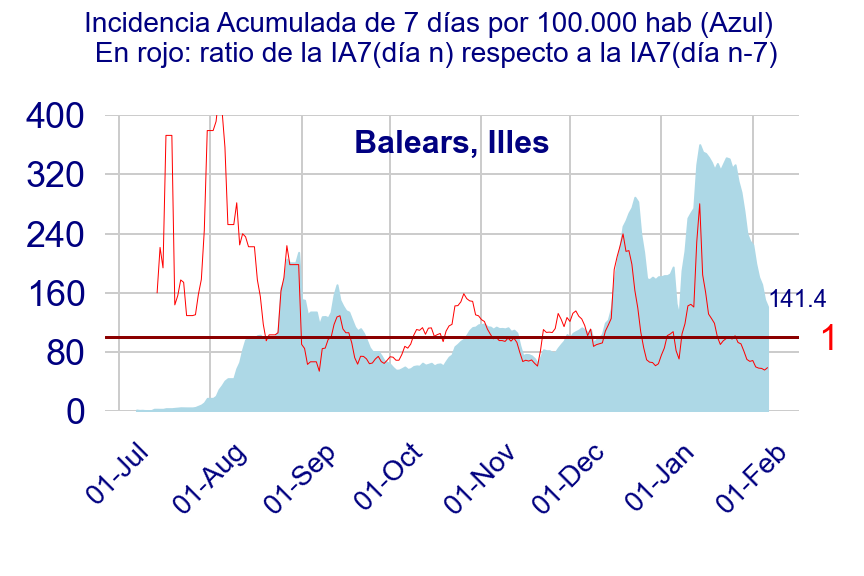 Incidencia Acumulada de 7 días por 100.000 hab (Azul)
En rojo: ratio de la IA7(día n) respecto a la IA7(día n-7)
Balears, Illes
400
320
240
160
80
0
141.4
1
01-Jul
01-Aug
01-Sep
01-Oct
01-Nov
01-Dec
01-Jan
01-Feb